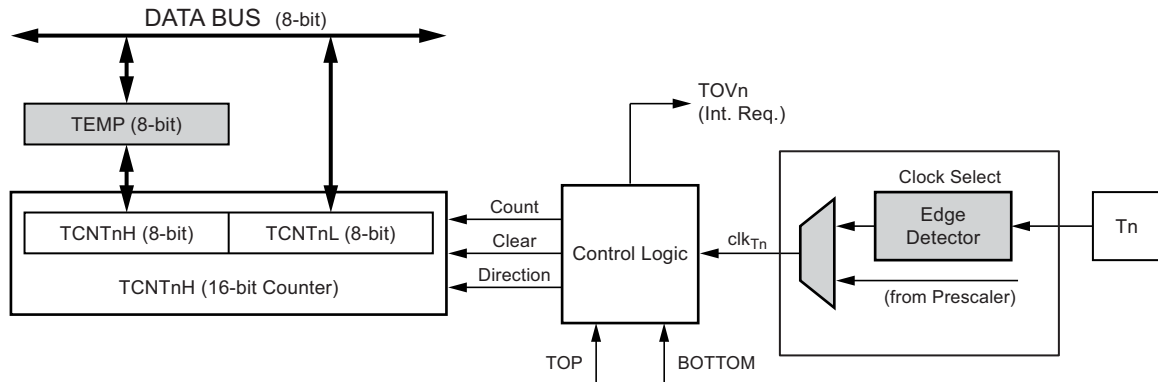 DATA BUS (8-bit)
TEMP (8-bit)
TCNTnH (8-bit)
TCNTnL (8-bit)
TCNTnH (16-bit Counter)
Count
Clear
Direction
TOVn
(Int. Req.)
Control Logic
TOP
BOTTOM
clkTn
Clock Select
Edge
Detector
(from Prescaler)
Tn